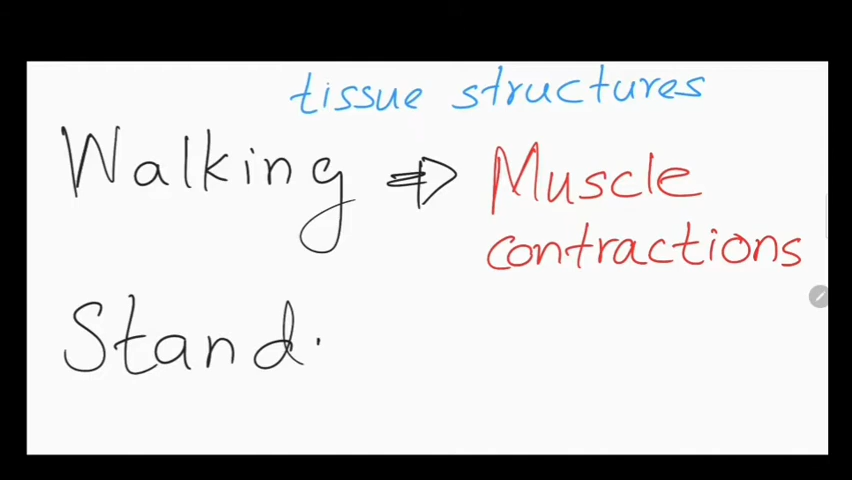 tissue structures
Walking ⇒ Muscle
contractions
Stand